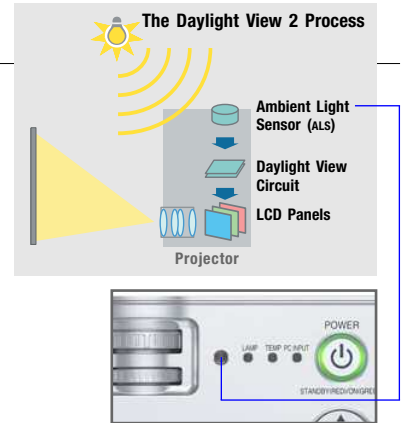 The Daylight View 2 Process
Ambient Light
Sensor (ALS)
Daylight View
Circuit
LCD Panels
Projector
POWER
LAMP TEMP PC INPUT
STANDBY(RED)/ON(GRE